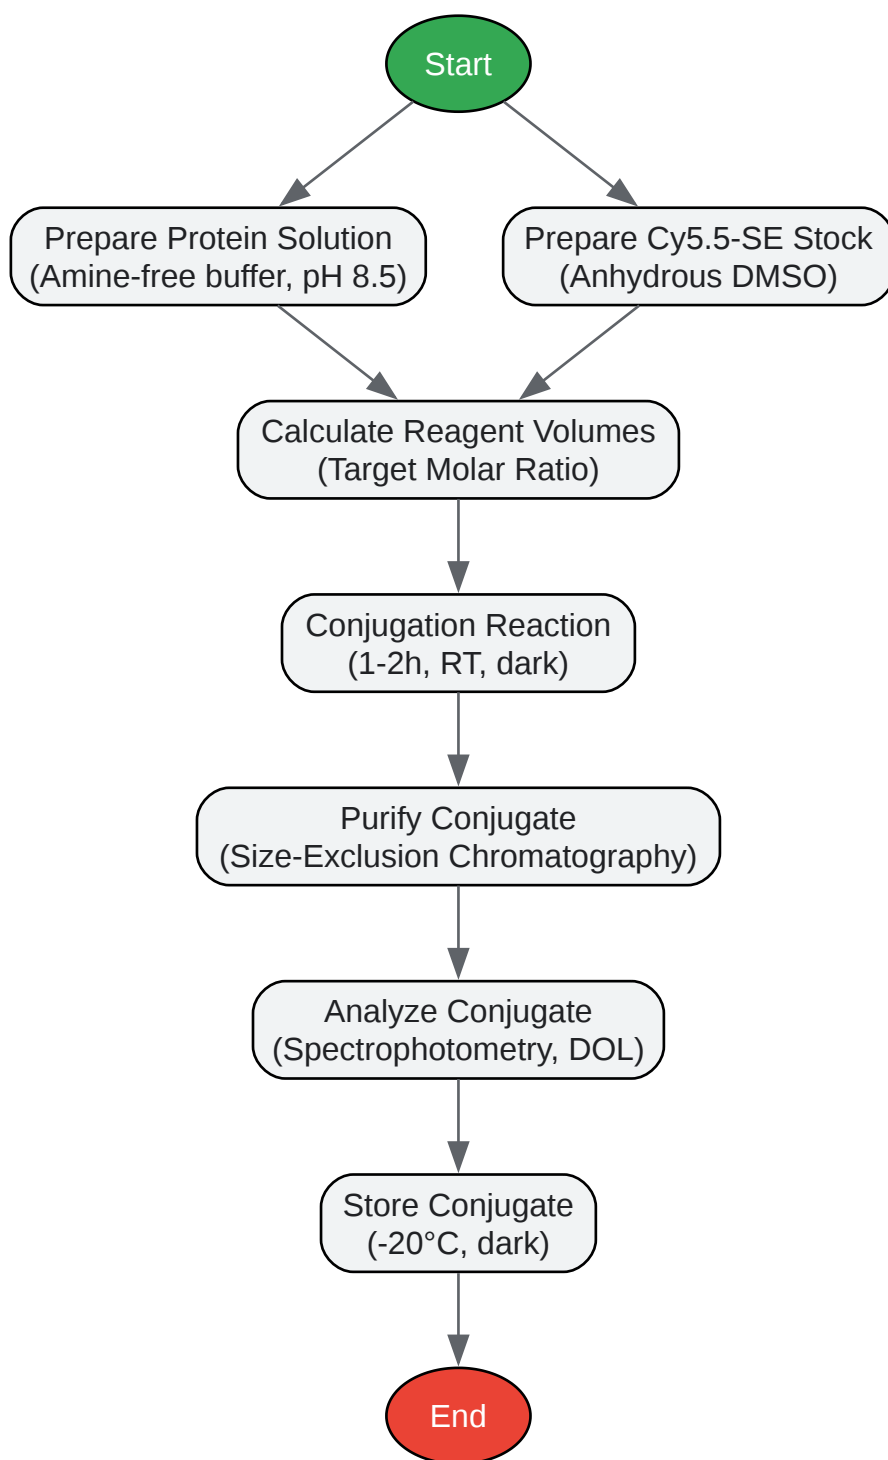 Start
Prepare Protein Solution
(Amine-free buffer, pH 8.5)
Prepare Cy5.5-SE Stock
(Anhydrous DMSO)
Calculate Reagent Volumes
(Target Molar Ratio)
Conjugation Reaction
(1-2h, RT, dark)
Purify Conjugate
(Size-Exclusion Chromatography)
Analyze Conjugate
(Spectrophotometry, DOL)
Store Conjugate
(-20°C, dark)
End